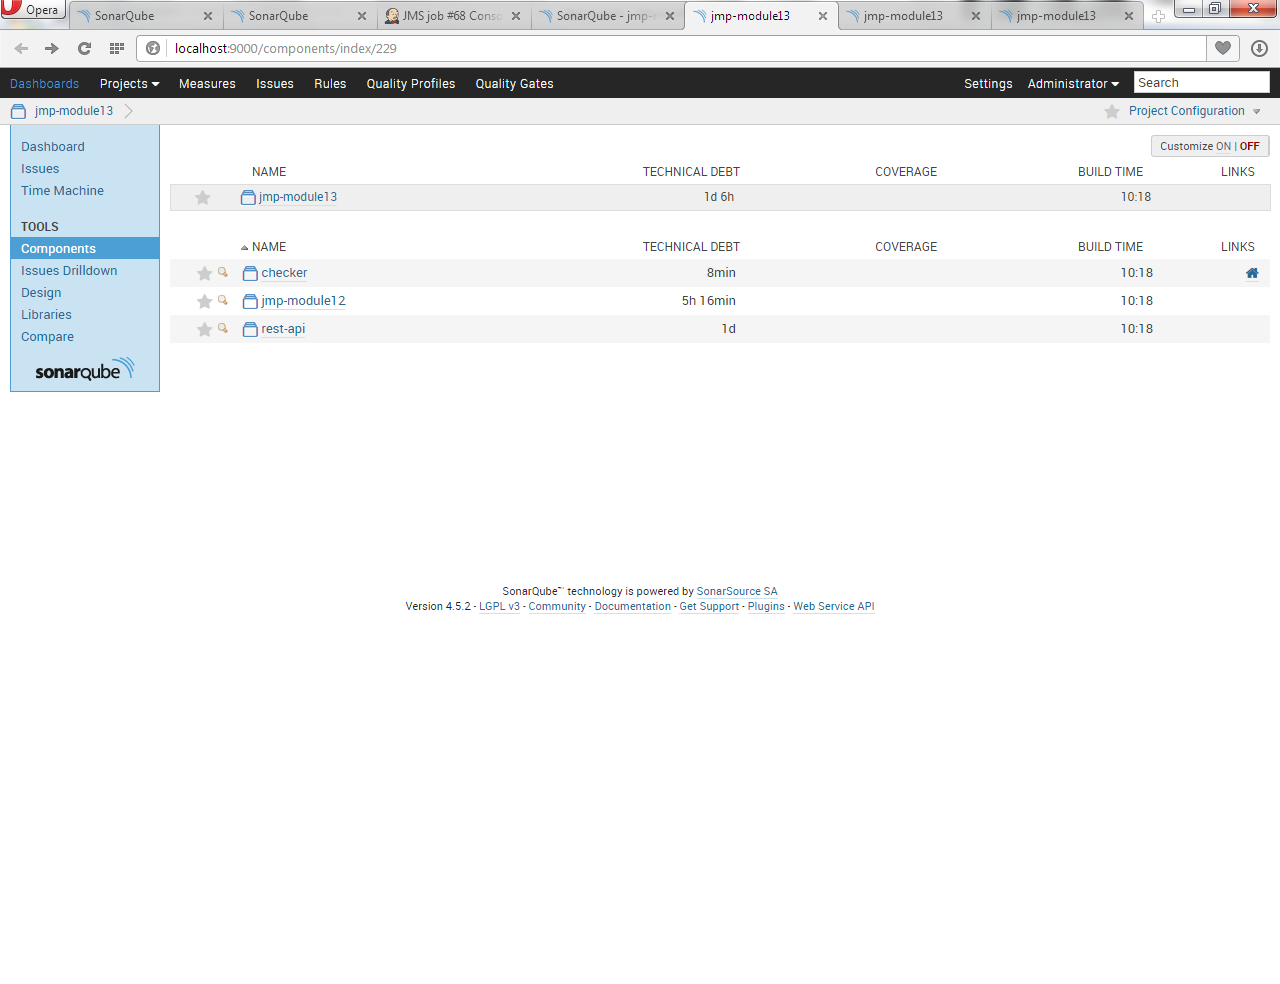 Opera
SonarQube
SonarQube
JMS job #68 Conso
SonarQube - jmp-
jmp-module13
jmp-module13
jmp-module13
localhost:9000/components/index/229
Dashboards Projects Measures Issues Rules Quality Profiles Quality Gates Settings Administrator Search
jmp-module13 Project Configuration
Dashboard
Issues
Time Machine
TOOLS
Components
Issues Drilldown
Design
Libraries
Compare
sonarqube
Customize ON | OFF
NAME TECHNICAL DEBT COVERAGE BUILD TIME LINKS
jmp-module13 1d 6h 10:18
NAME TECHNICAL DEBT COVERAGE BUILD TIME LINKS
checker 8min 10:18
jmp-module12 5h 16min 10:18
rest-api 1d 10:18
SonarQube™ technology is powered by SonarSource SA
Version 4.5.2 - LGPL v3 - Community - Documentation - Get Support - Plugins - Web Service API